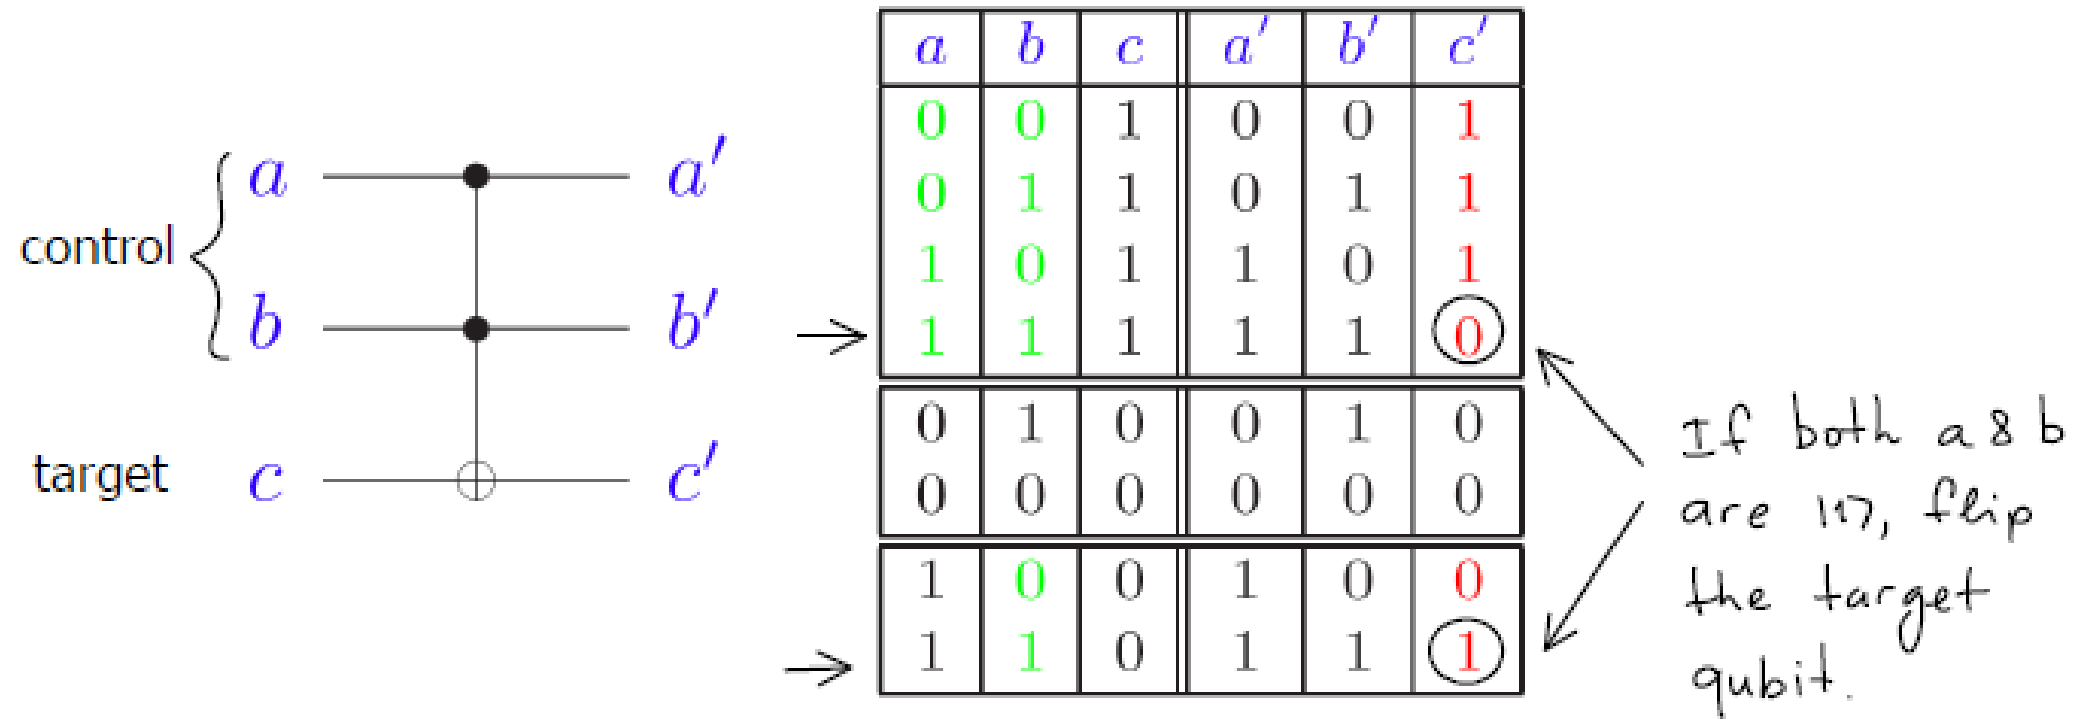 control
a a′
b b′
target c c′
a b c a′ b′ c′
0 0 1 0 0 1
0 1 1 0 1 1
1 0 1 1 0 1
1 1 1 1 1 0
0 1 0 0 1 0
0 0 0 0 0 0
1 0 0 1 0 0
1 1 0 1 1 1
If both a & b
are |1⟩, flip
the target
qubit.